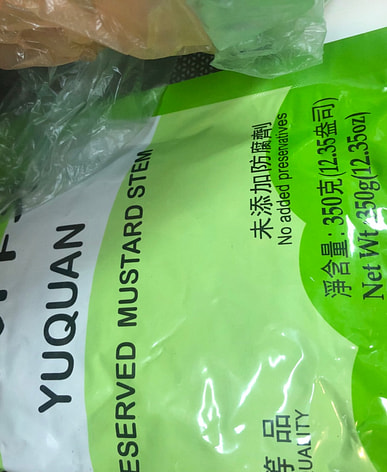 YUQUAN
ESERVED MUSTARD STEM
未添加防腐劑
No added preservatives
淨含量：350克(12.35盎司)
Net Wt. 350g(12.35oz)
等品
UALITY